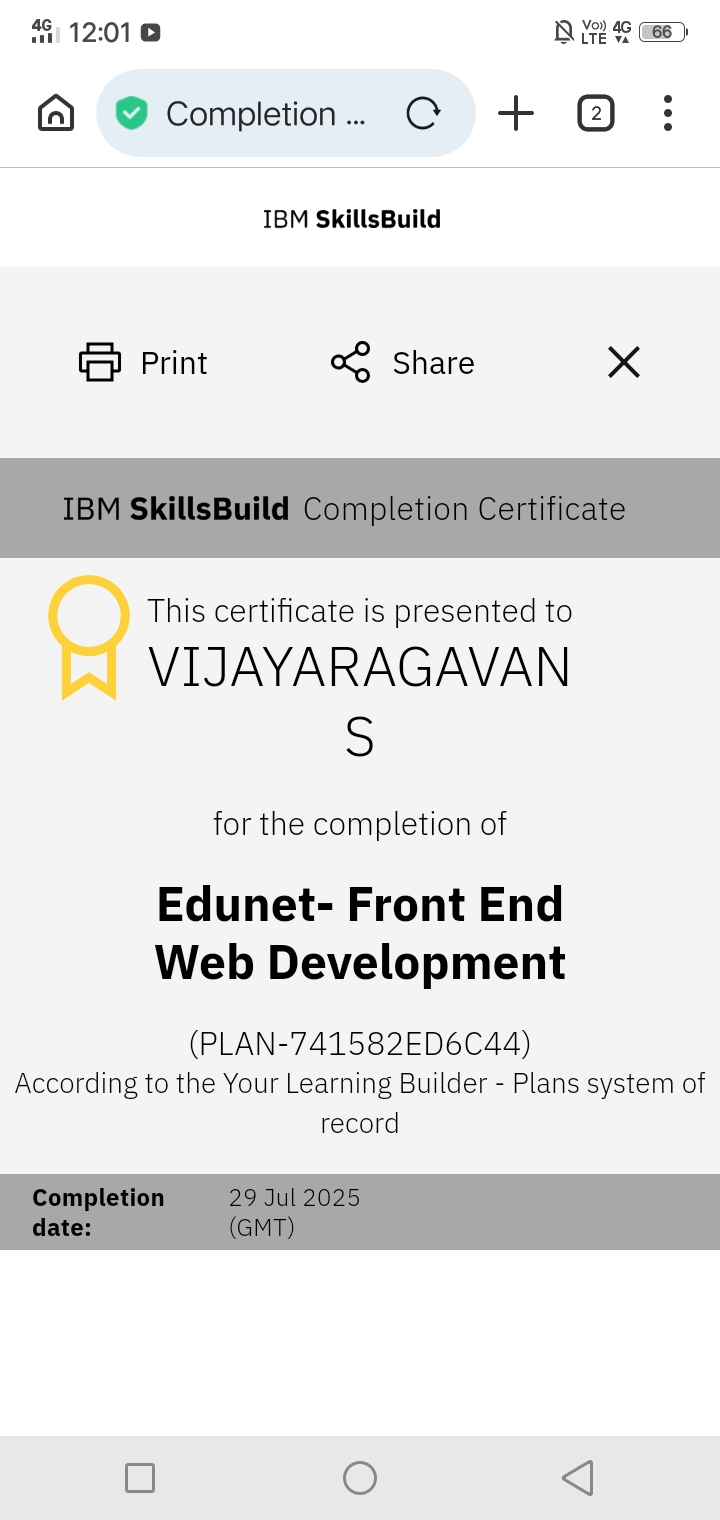 4G 12:01 Vo)) LTE 4G 66
Completion ... 2
IBM SkillsBuild
Print Share
IBM SkillsBuild Completion Certificate
This certificate is presented to
VIJAYARAGAVAN
S
for the completion of
Edunet- Front End
Web Development
(PLAN-741582ED6C44)
According to the Your Learning Builder - Plans system of
record
Completion 29 Jul 2025
date: (GMT)